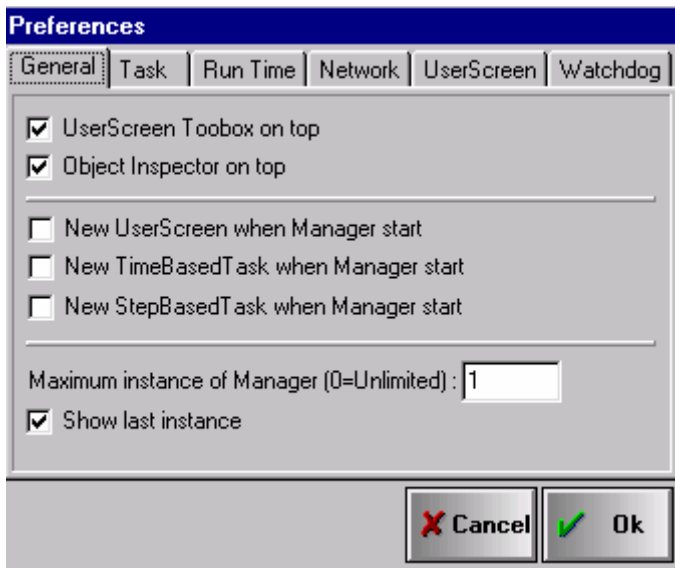 Preferences
General Task Run Time Network UserScreen Watchdog
UserScreen Toobox on top
Object Inspector on top
New UserScreen when Manager start
New TimeBasedTask when Manager start
New StepBasedTask when Manager start
Maximum instance of Manager (0=Unlimited) : 1
Show last instance
Cancel Ok